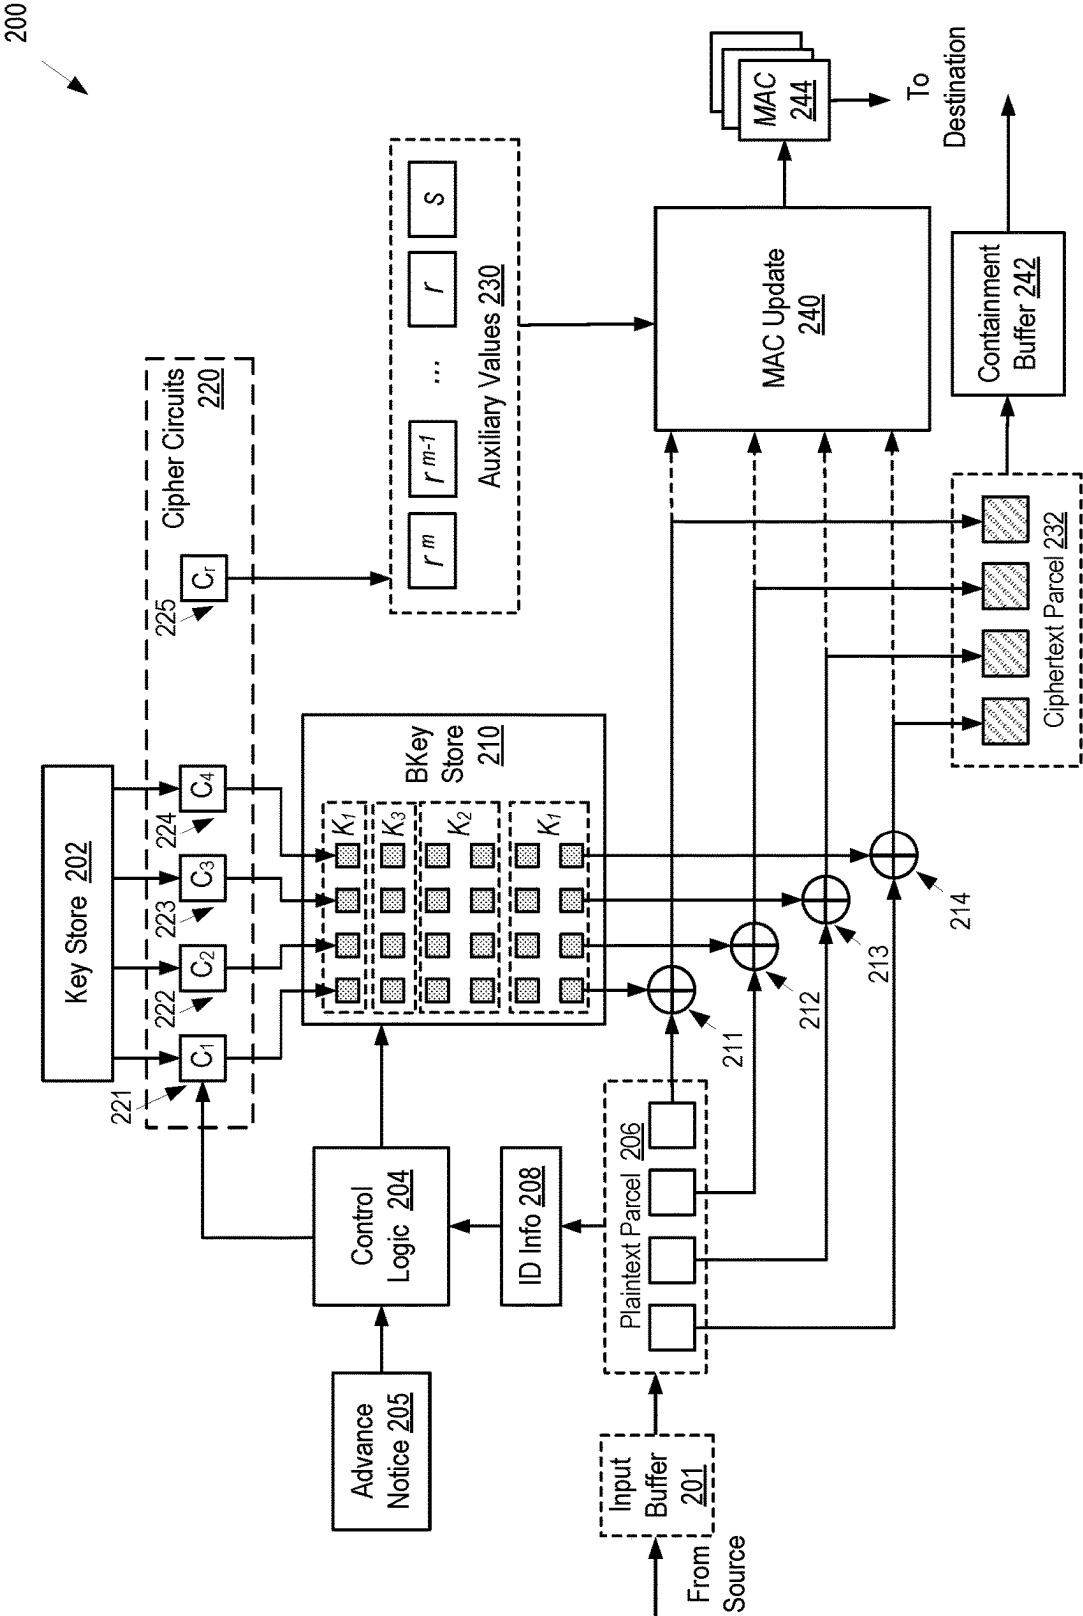 200
Key Store 202
221
222
223
224
225
C1
C2
C3
C4
Cr
Cipher Circuits
220
Advance
Notice 205
Control
Logic 204
ID Info 208
K1
K3
K2
K1
BKey
Store
210
r^m
r^m-1
...
r
s
Auxiliary Values 230
From
Source
Input
Buffer
201
Plaintext Parcel 206
211
212
213
214
MAC Update
240
MAC
244
To
Destination
Ciphertext Parcel 232
Containment
Buffer 242